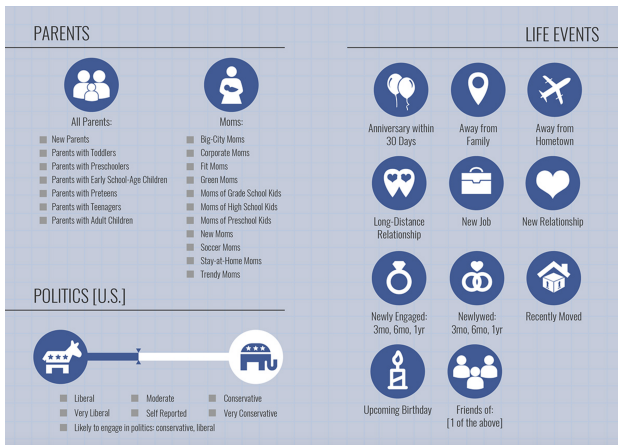 PARENTS
All Parents:
New Parents
Parents with Toddlers
Parents with Preschoolers
Parents with Early School-Age Children
Parents with Preteens
Parents with Teenagers
Parents with Adult Children
Moms:
Big-City Moms
Corporate Moms
Fit Moms
Green Moms
Moms of Grade School Kids
Moms of High School Kids
Moms of Preschool Kids
New Moms
Soccer Moms
Stay-at-Home Moms
Trendy Moms
POLITICS [U.S.]
Liberal
Moderate
Conservative
Very Liberal
Self Reported
Very Conservative
Likely to engage in politics: conservative, liberal
LIFE EVENTS
Anniversary within
30 Days
Away from
Family
Away from
Hometown
Long-Distance
Relationship
New Job
New Relationship
Newly Engaged:
3mo, 6mo, 1yr
Newlywed:
3mo, 6mo, 1yr
Recently Moved
Upcoming Birthday
Friends of:
[1 of the above]